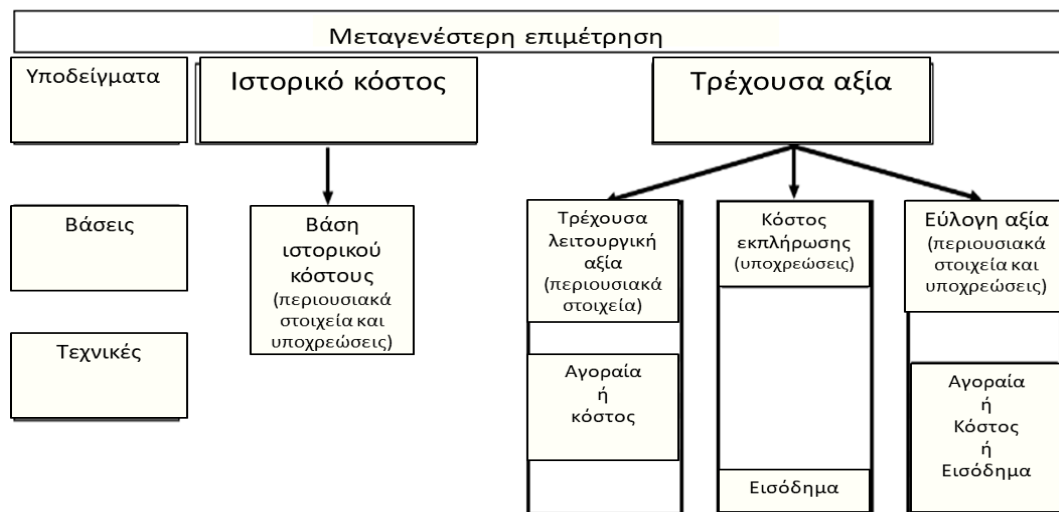 Μεταγενέστερη επιμέτρηση
Υποδείγματα
Ιστορικό κόστος
Τρέχουσα αξία
Βάσεις
Βάση
ιστορικού
κόστους
(περιουσιακά
στοιχεία και
υποχρεώσεις)
Τρέχουσα
λειτουργική
αξία
(περιουσιακά
στοιχεία)
Κόστος
εκπλήρωσης
(υποχρεώσεις)
Εύλογη αξία
(περιουσιακά
στοιχεία και
υποχρεώσεις)
Τεχνικές
Αγοραία
ή
κόστος
Εισόδημα
Αγοραία
ή
Κόστος
ή
Εισόδημα